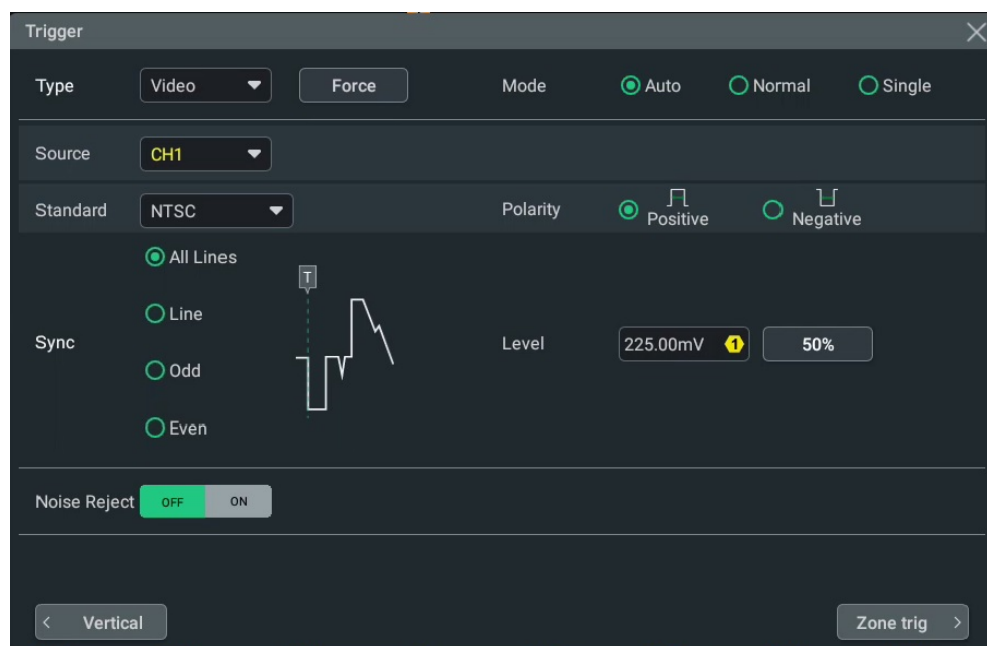 Trigger
Type Video Force Mode Auto Normal Single
Source CH1
Standard NTSC Polarity Positive Negative
All Lines
T
Line
Sync Level 225.00mV 1 50%
Odd
Even
Noise Reject OFF ON
< Vertical Zone trig >